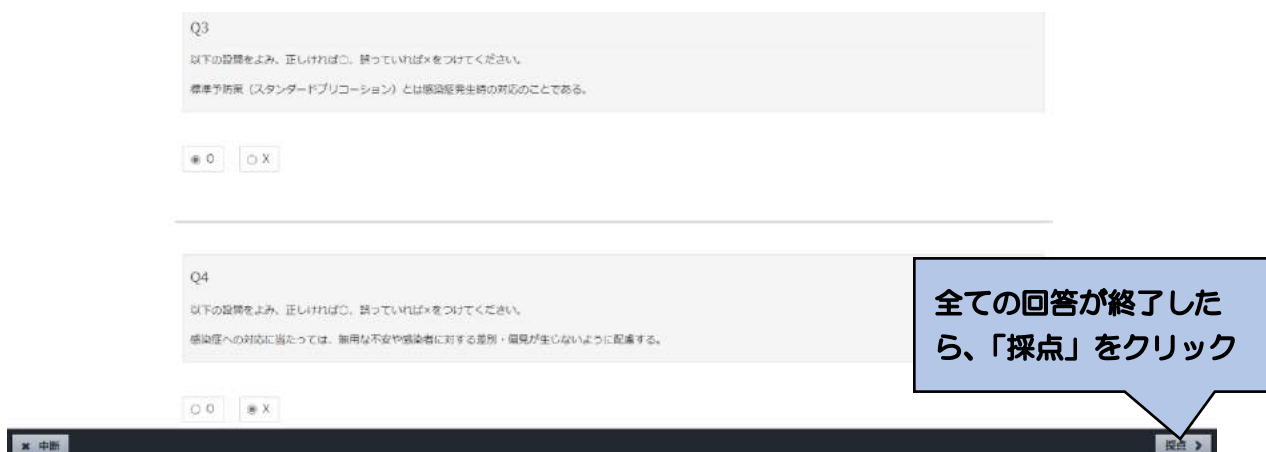 Q3
以下の設問をよみ、正しければ○、誤っていれば×をつけてください。
標準予防策（スタンダードプリコーション）とは感染症発生時の対応のことである。
O X
Q4
以下の設問をよみ、正しければ○、誤っていれば×をつけてください。
感染症への対応に当たっては、無用な不安や感染者に対する差別・偏見が生じないように配慮する。
O X
全ての回答が終了した
ら、「採点」をクリック
✖ 中断
採点 ❯